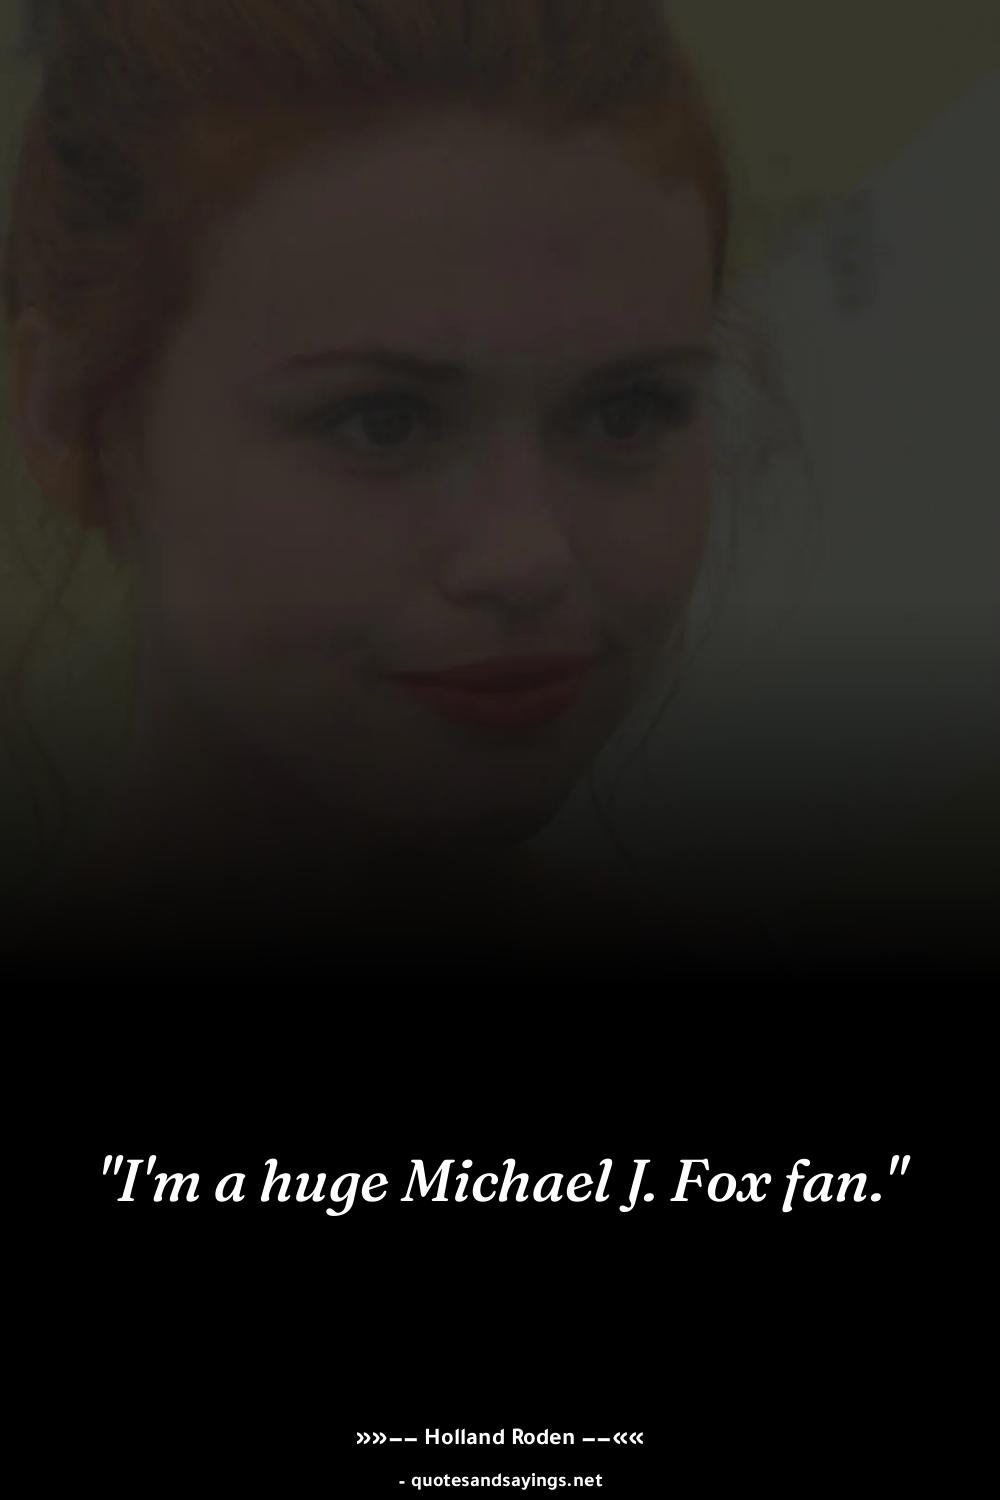 "I'm a huge Michael J. Fox fan."
»»−− Holland Roden −−««
- quotesandsayings.net